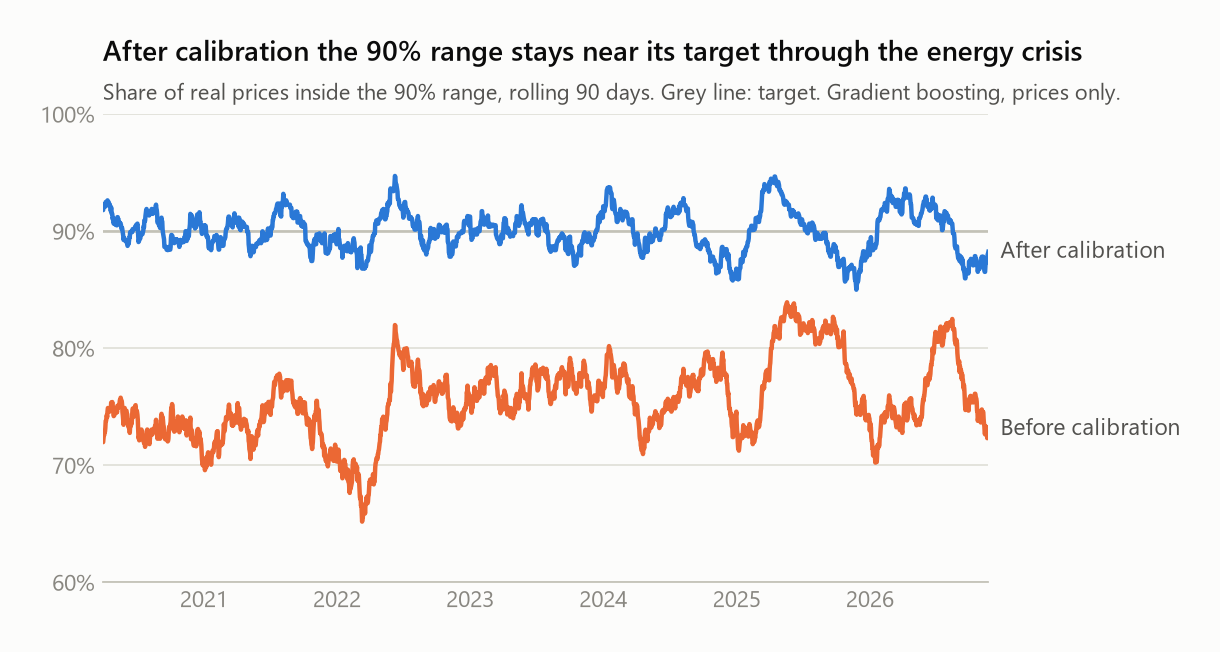 After calibration the 90% range stays near its target through the energy crisis
Share of real prices inside the 90% range, rolling 90 days. Grey line: target. Gradient boosting, prices only.
100%
90%
80%
70%
60%
After calibration
Before calibration
2021
2022
2023
2024
2025
2026